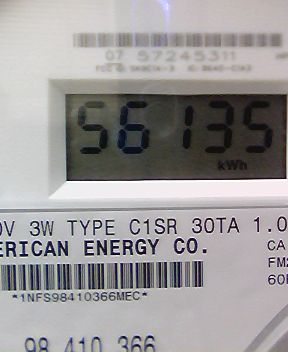 07 57245311
56135
kWh
0V 3W TYPE C1SR 30TA 1.0
ERICAN ENERGY CO.
CA
FM2
60
*1NFS98410366MEC*
98 410 366